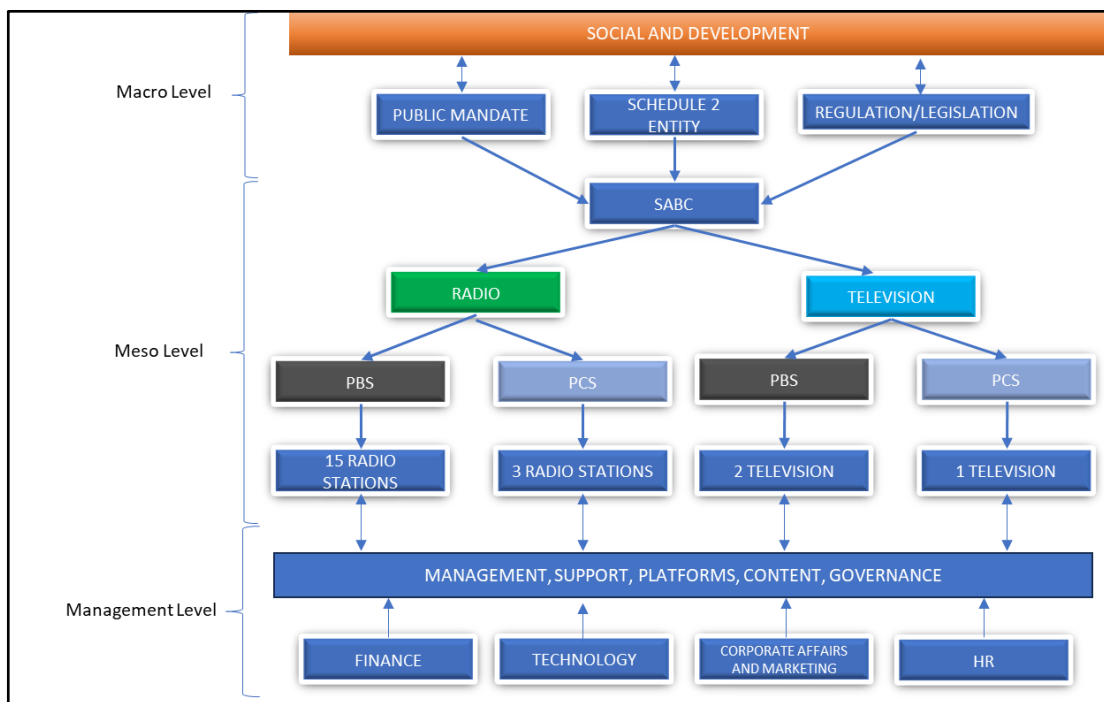 SOCIAL AND DEVELOPMENT
Macro Level
PUBLIC MANDATE
SCHEDULE 2
ENTITY
REGULATION/LEGISLATION
SABC
RADIO
TELEVISION
Meso Level
PBS
PCS
PBS
PCS
15 RADIO
STATIONS
3 RADIO STATIONS
2 TELEVISION
1 TELEVISION
MANAGEMENT, SUPPORT, PLATFORMS, CONTENT, GOVERNANCE
Management Level
FINANCE
TECHNOLOGY
CORPORATE AFFAIRS
AND MARKETING
HR